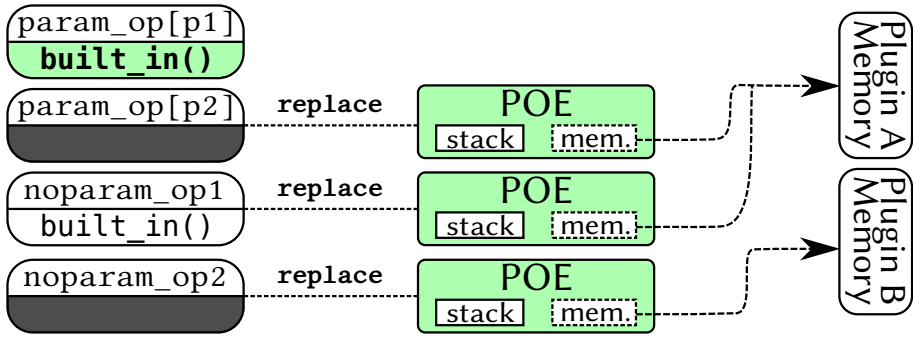 param_op[p1]
built_in()
param_op[p2]
replace
POE
stack
mem.
noparam_op1
built_in()
replace
POE
stack
mem.
noparam_op2
replace
POE
stack
mem.
Plugin A
Memory
Plugin B
Memory